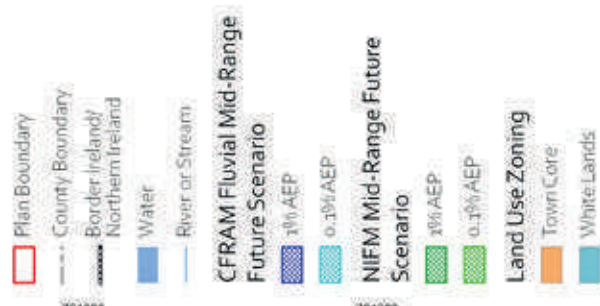 Plan Boundary
County Boundary
Border Ireland/
Northern Ireland
Water
River or Stream
CFRAM Fluvial Mid-Range
Future Scenario
1% AEP
0.1% AEP
NIFM Mid-Range Future
Scenario
1% AEP
0.1% AEP
Land Use Zoning
Town Core
White Lands